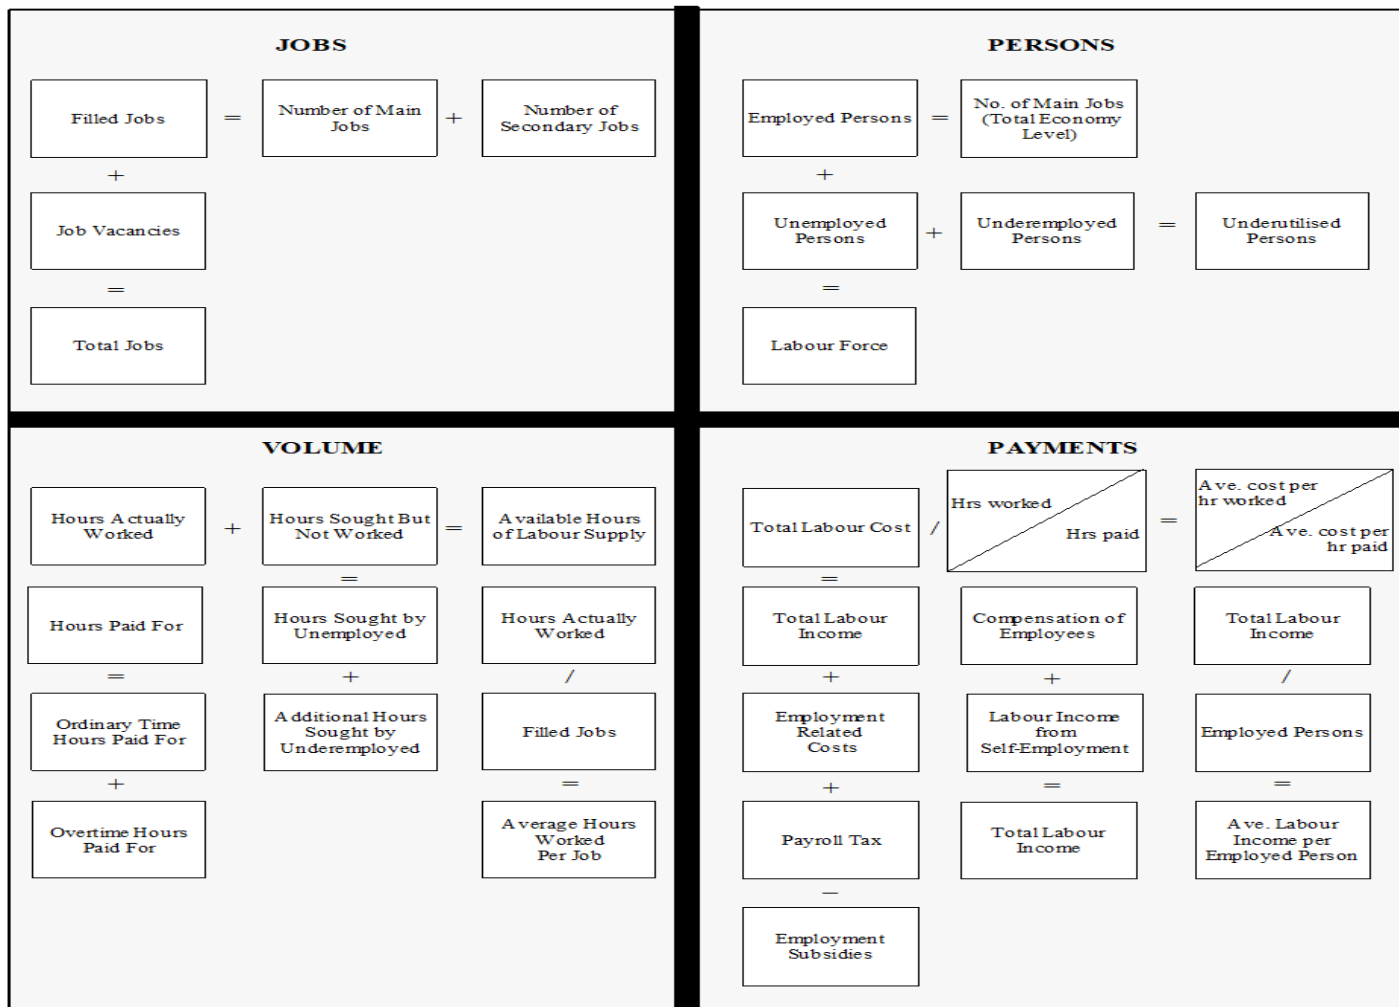 JOBS
Filled Jobs
=
Number of Main
Jobs
+
Number of
Secondary Jobs
+
Job Vacancies
=
Total Jobs
PERSONS
Employed Persons
=
No. of Main Jobs
(Total Economy
Level)
+
Unemployed
Persons
+
Underemployed
Persons
=
Underutilised
Persons
=
Labour Force
VOLUME
Hours Actually
Worked
+
Hours Sought But
Not Worked
=
Available Hours
of Labour Supply
=
Hours Paid For
Hours Sought by
Unemployed
Hours Actually
Worked
=
+
/
Ordinary Time
Hours Paid For
Additional Hours
Sought by
Underemployed
Filled Jobs
+
=
Overtime Hours
Paid For
Average Hours
Worked
Per Job
PAYMENTS
Total Labour Cost
/
Hrs worked
Hrs paid
=
Ave. cost per
hr worked
Ave. cost per
hr paid
=
Total Labour
Income
Compensation of
Employees
Total Labour
Income
+
+
/
Employment
Related
Costs
Labour Income
from
Self-Employment
Employed Persons
+
=
=
Payroll Tax
Total Labour
Income
Ave. Labour
Income per
Employed Person
–
Employment
Subsidies